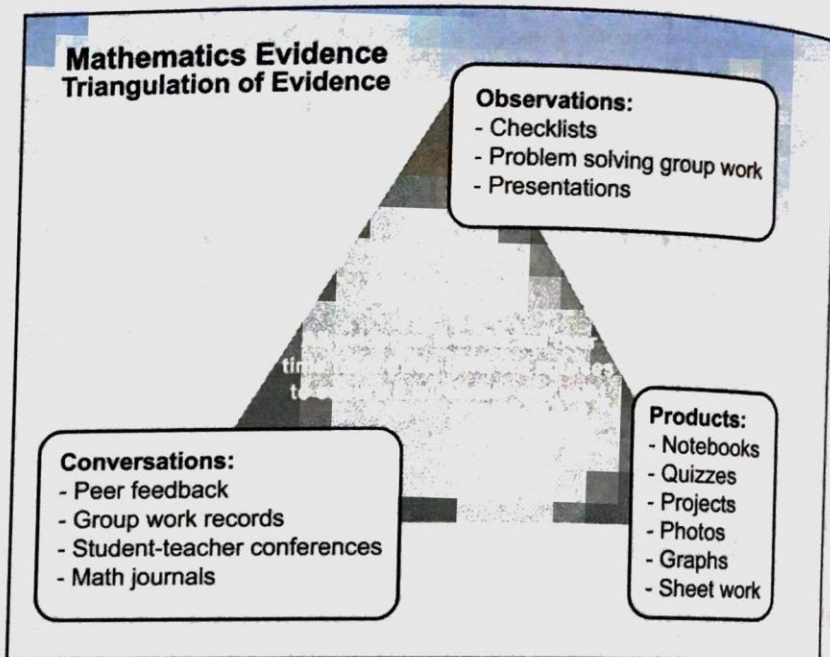 Mathematics Evidence
Triangulation of Evidence
Observations:
- Checklists
- Problem solving group work
- Presentations
Conversations:
- Peer feedback
- Group work records
- Student-teacher conferences
- Math journals
Products:
- Notebooks
- Quizzes
- Projects
- Photos
- Graphs
- Sheet work